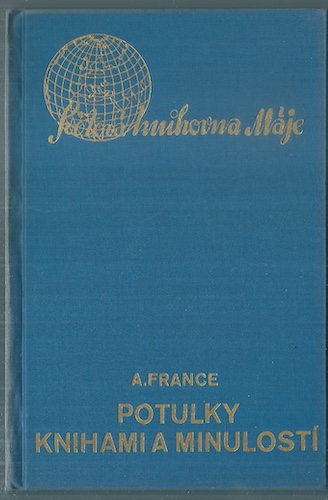 Světová knihovna Máje
A.FRANCE
POTULKY
KNIHAMI A MINULOSTÍ